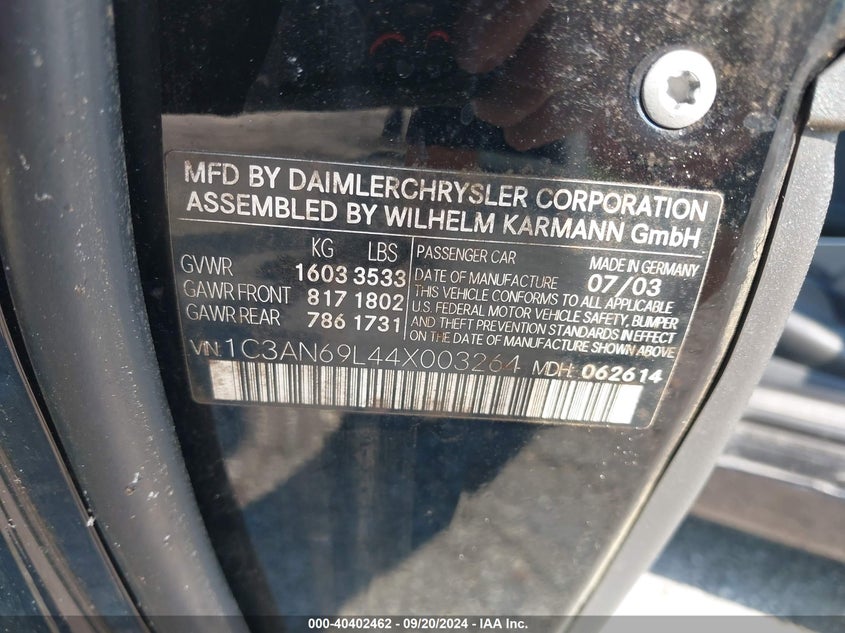 MFD BY DAIMLERCHRYSLER CORPORATION
ASSEMBLED BY WILHELM KARMANN GmbH
KG LBS
GVWR 1603 3533
GAWR FRONT 817 1802
GAWR REAR 786 1731
PASSENGER CAR MADE IN GERMANY
DATE OF MANUFACTURE 07/03
THIS VEHICLE CONFORMS TO ALL APPLICABLE
U.S. FEDERAL MOTOR VEHICLE SAFETY, BUMPER
AND THEFT PREVENTION STANDARDS IN EFFECT
ON THE DATE OF MANUFACTURE SHOWN ABOVE
VIN: 1C3AN69L44X003264 MDH: 062614
000-40402462 - 09/20/2024 - IAA Inc.